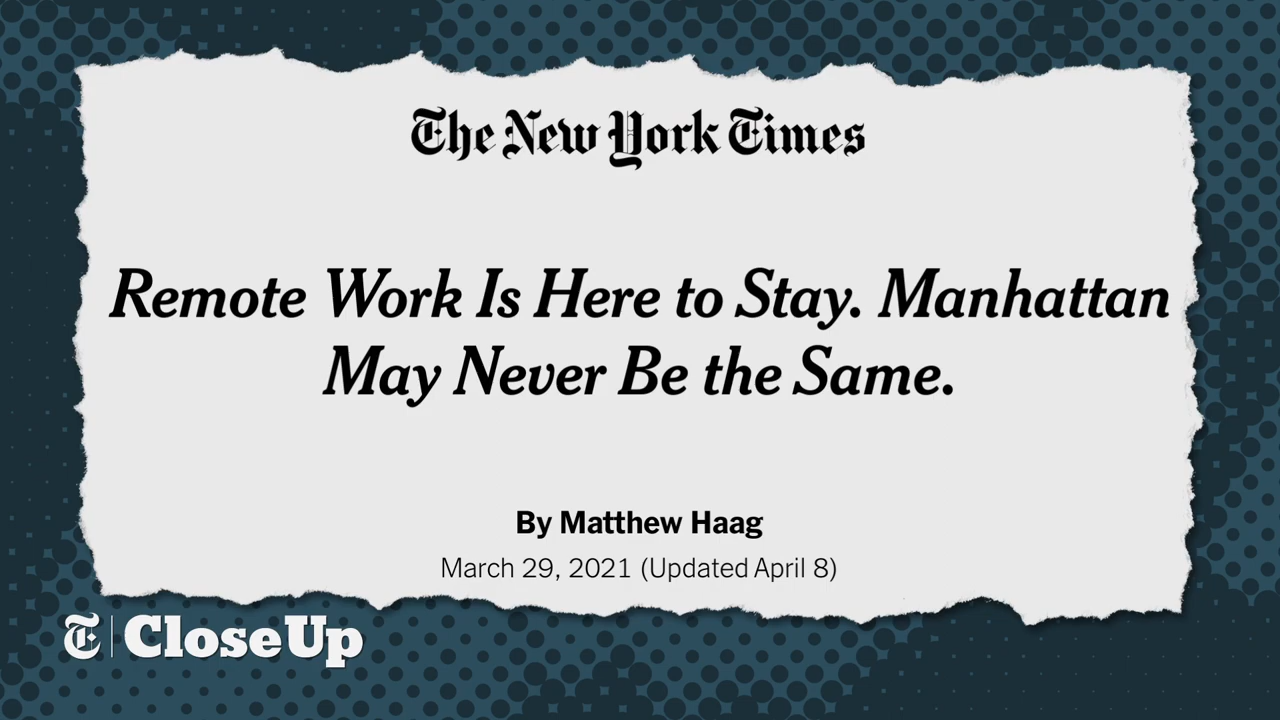 The New York Times
Remote Work Is Here to Stay. Manhattan
May Never Be the Same.
By Matthew Haag
March 29, 2021 (Updated April 8)
T | CloseUp